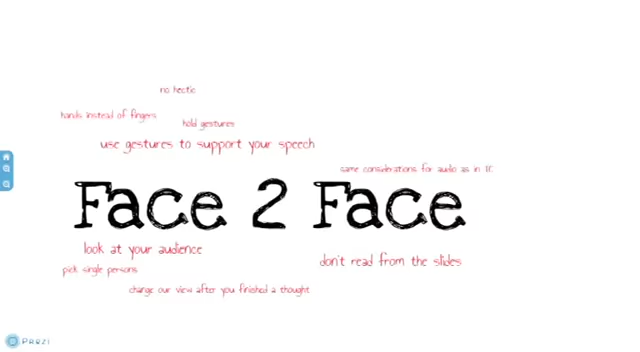 no hectic
hands instead of fingers
hold gestures
use gestures to support your speech
same considerations for audio as in 1f.
Face 2 Face
look at your audience
don't read from the slides
pick single persons
change our view after you finished a thought
PREZI